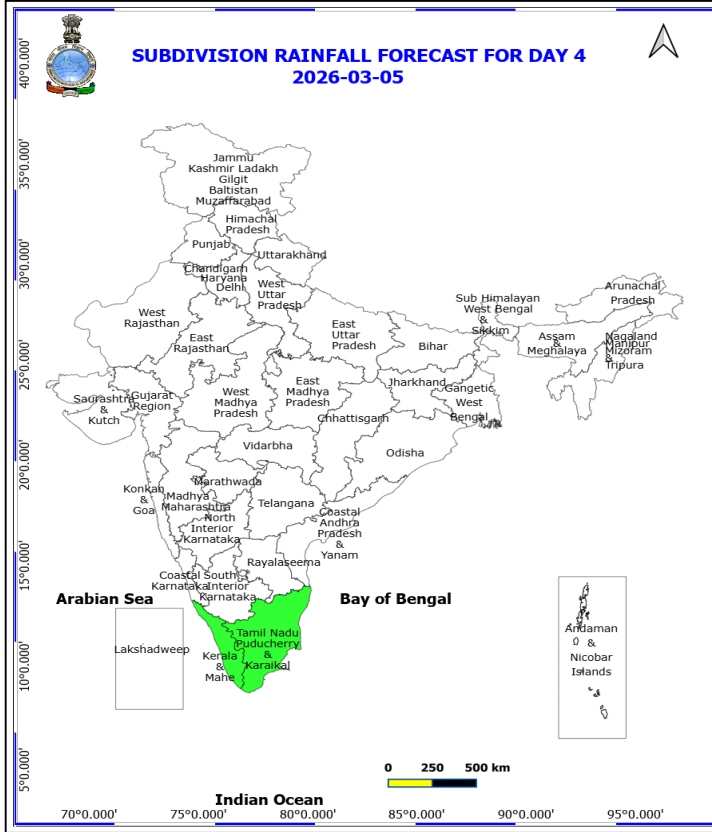 SUBDIVISION RAINFALL FORECAST FOR DAY 4
2026-03-05
40°0.000'
35°0.000'
30°0.000'
25°0.000'
20°0.000'
15°0.000'
10°0.000'
5°0.000'
Jammu
Kashmir Ladakh
Gilgit
Baltistan
Muzaffarabad
Himachal
Pradesh
Punjab
Uttarakhand
Chandigarh
Haryana
Delhi
West
Uttar
Pradesh
West
Rajasthan
East
Rajasthan
East
Uttar
Pradesh
Bihar
Sub Himalayan
West Bengal
&
Sikkim
Arunachal
Pradesh
Assam
&
Meghalaya
Nagaland
Manipur
Mizoram
&
Tripura
Saurashtra
&
Kutch
Gujarat
Region
West
Madhya
Pradesh
East
Madhya
Pradesh
Jharkhand
Gangetic
West
Bengal
Chhattisgarh
Vidarbha
Odisha
Konkan
&
Goa
Marathwada
Madhya
Maharashtra
Telangana
North
Interior
Karnataka
Coastal
Andhra
Pradesh
&
Yanam
Rayalaseema
Coastal
Karnataka
South
Interior
Karnataka
Arabian Sea
Bay of Bengal
Lakshadweep
Kerala
&
Mahe
Tamil Nadu
Puducherry
&
Karaikal
Andaman
&
Nicobar
Islands
0 250 500 km
Indian Ocean
70°0.000' 75°0.000' 80°0.000' 85°0.000' 90°0.000' 95°0.000'